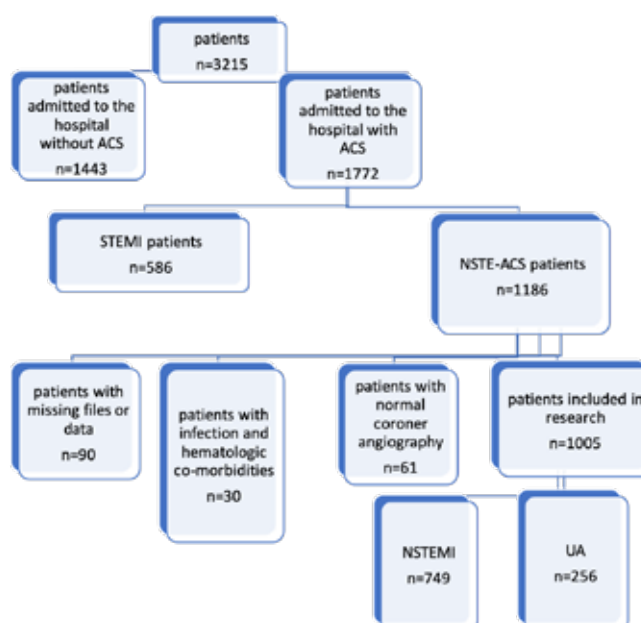 patients
n=3215
patients
admitted to the
hospital
without ACS
n=1443
patients
admitted to the
hospital with
ACS
n=1772
STEMI patients
n=586
NSTE-ACS patients
n=1186
patients with
missing files or
data
n=90
patients with
infection and
hematologic
co-morbidities
n=30
patients with
normal
coroner
angiography
n=61
patients included in
research
n=1005
NSTEMI
n=749
UA
n=256